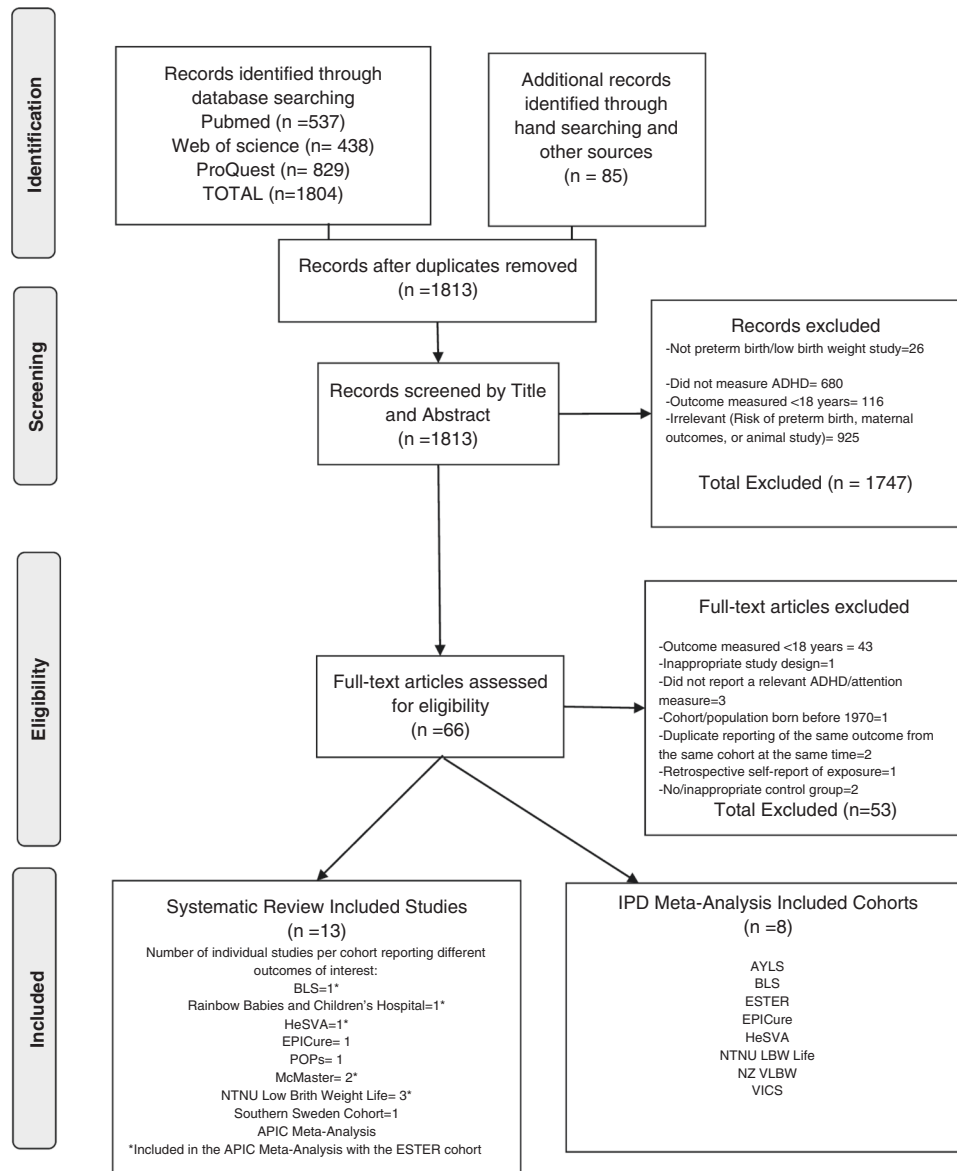 Identification
Records identified through
database searching
Pubmed (n =537)
Web of science (n= 438)
ProQuest (n= 829)
TOTAL (n=1804)
Additional records
identified through
hand searching and
other sources
(n = 85)
Records after duplicates removed
(n =1813)
Screening
Records screened by Title
and Abstract
(n =1813)
Records excluded
-Not preterm birth/low birth weight study=26
-Did not measure ADHD= 680
-Outcome measured <18 years= 116
-Irrelevant (Risk of preterm birth, maternal
outcomes, or animal study)= 925
Total Excluded (n = 1747)
Eligibility
Full-text articles assessed
for eligibility
(n =66)
Full-text articles excluded
-Outcome measured <18 years = 43
-Inappropriate study design=1
-Did not report a relevant ADHD/attention
measure=3
-Cohort/population born before 1970=1
-Duplicate reporting of the same outcome from
the same cohort at the same time=2
-Retrospective self-report of exposure=1
-No/inappropriate control group=2
Total Excluded (n=53)
Included
Systematic Review Included Studies
(n =13)
Number of individual studies per cohort reporting different
outcomes of interest:
BLS=1*
Rainbow Babies and Children's Hospital=1*
HeSVA=1*
EPICure= 1
POPs= 1
McMaster= 2*
NTNU Low Brith Weight Life= 3*
Southern Sweden Cohort=1
APIC Meta-Analysis
*Included in the APIC Meta-Analysis with the ESTER cohort
IPD Meta-Analysis Included Cohorts
(n =8)
AYLS
BLS
ESTER
EPICure
HeSVA
NTNU LBW Life
NZ VLBW
VICS